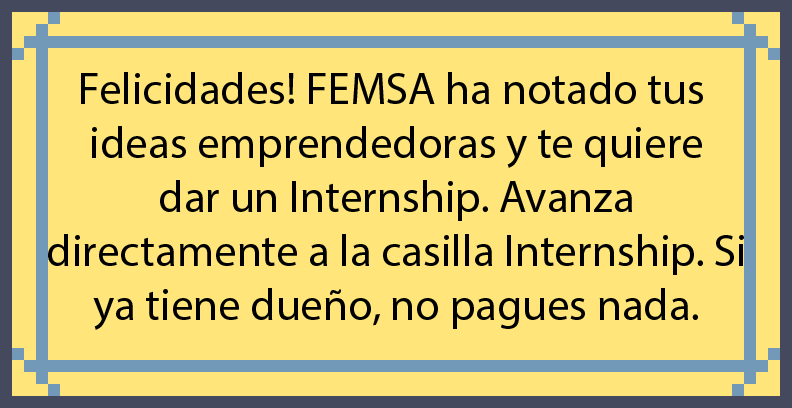 Felicidades! FEMSA ha notado tus
ideas emprendedoras y te quiere
dar un Internship. Avanza
directamente a la casilla Internship. Si
ya tiene dueño, no pagues nada.